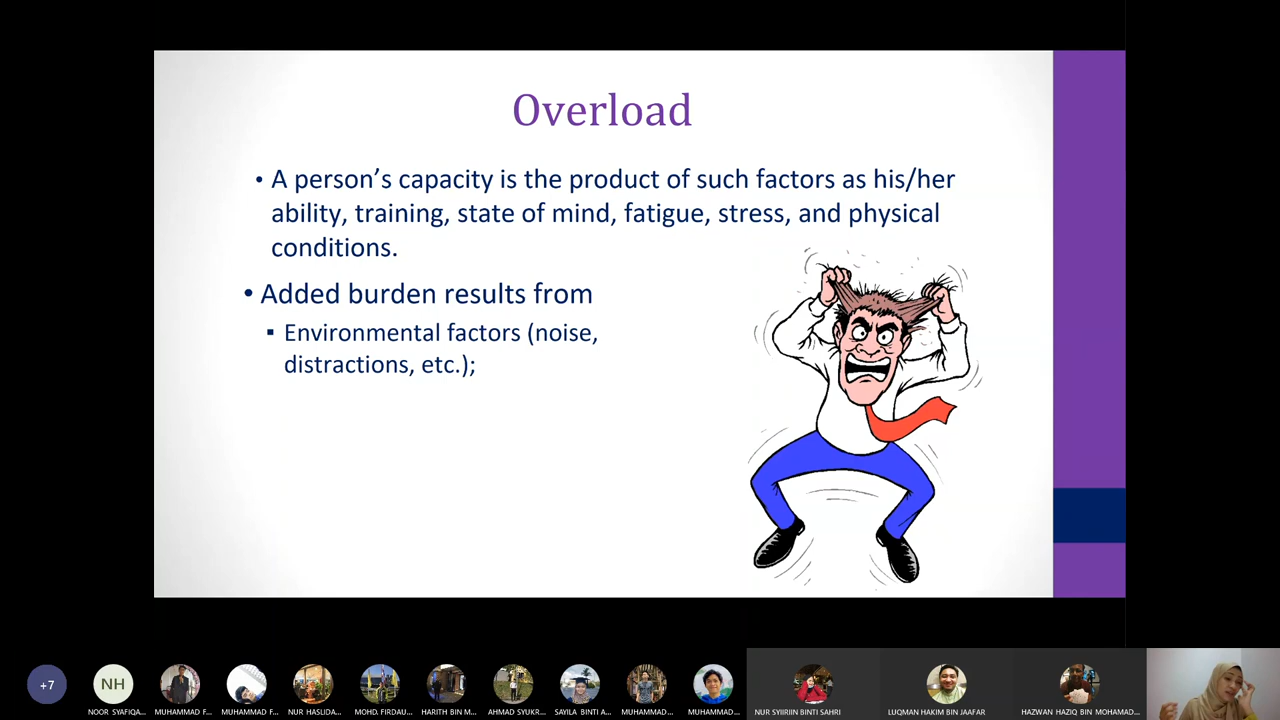 Overload
• A person's capacity is the product of such factors as his/her
ability, training, state of mind, fatigue, stress, and physical
conditions.
• Added burden results from
▪ Environmental factors (noise,
distractions, etc.);
+7
NH
NOOR SYAFIQA...
MUHAMMAD F...
MUHAMMAD F...
NUR HASLIDA...
MOHD. FIRDAU...
HARITH BIN M...
AHMAD SYUKR...
SAYILA BINTI A...
MUHAMMAD...
MUHAMMAD...
NUR SYIIRIIN BINTI SAHRI
LUQMAN HAKIM BIN JAAFAR
HAZWAN HAZIQ BIN MOHAMAD...